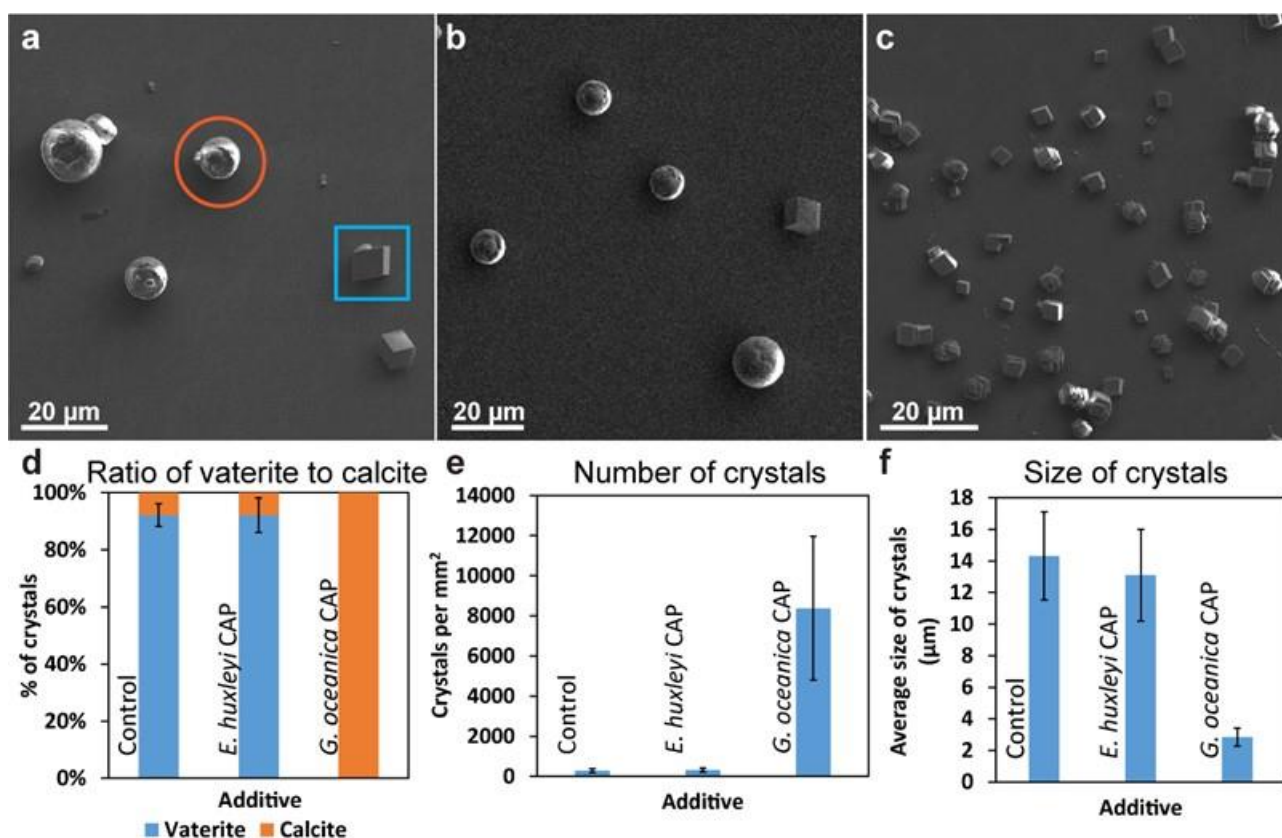 a
b
c
20 µm
20 µm
20 µm
d
Ratio of vaterite to calcite
100%
80%
60%
40%
20%
0%
% of crystals
Control
E. huxleyi CAP
G. oceanica CAP
Additive
Vaterite
Calcite
e
Number of crystals
14000
12000
10000
8000
6000
4000
2000
0
Crystals per mm²
Control
E. huxleyi CAP
G. oceanica CAP
Additive
f
Size of crystals
18
16
14
12
10
8
6
4
2
0
Average size of crystals
(µm)
Control
E. huxleyi CAP
G. oceanica CAP
Additive